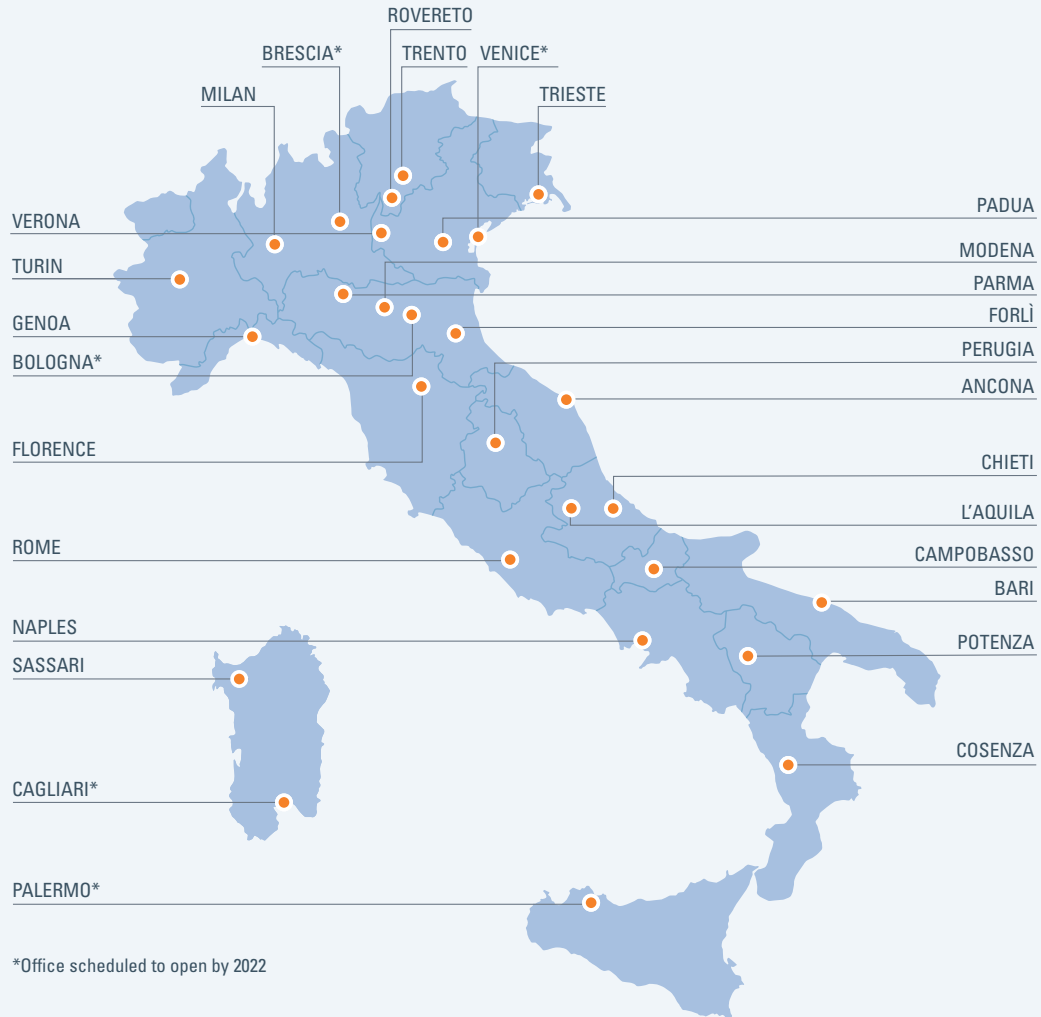 ROVERETO
BRESCIA*
TRENTO
VENICE*
MILAN
TRIESTE
VERONA
PADUA
MODENA
TURIN
PARMA
GENOA
FORLÌ
BOLOGNA*
PERUGIA
ANCONA
FLORENCE
CHIETI
L'AQUILA
ROME
CAMPOBASSO
BARI
NAPLES
POTENZA
SASSARI
COSENZA
CAGLIARI*
PALERMO*
*Office scheduled to open by 2022